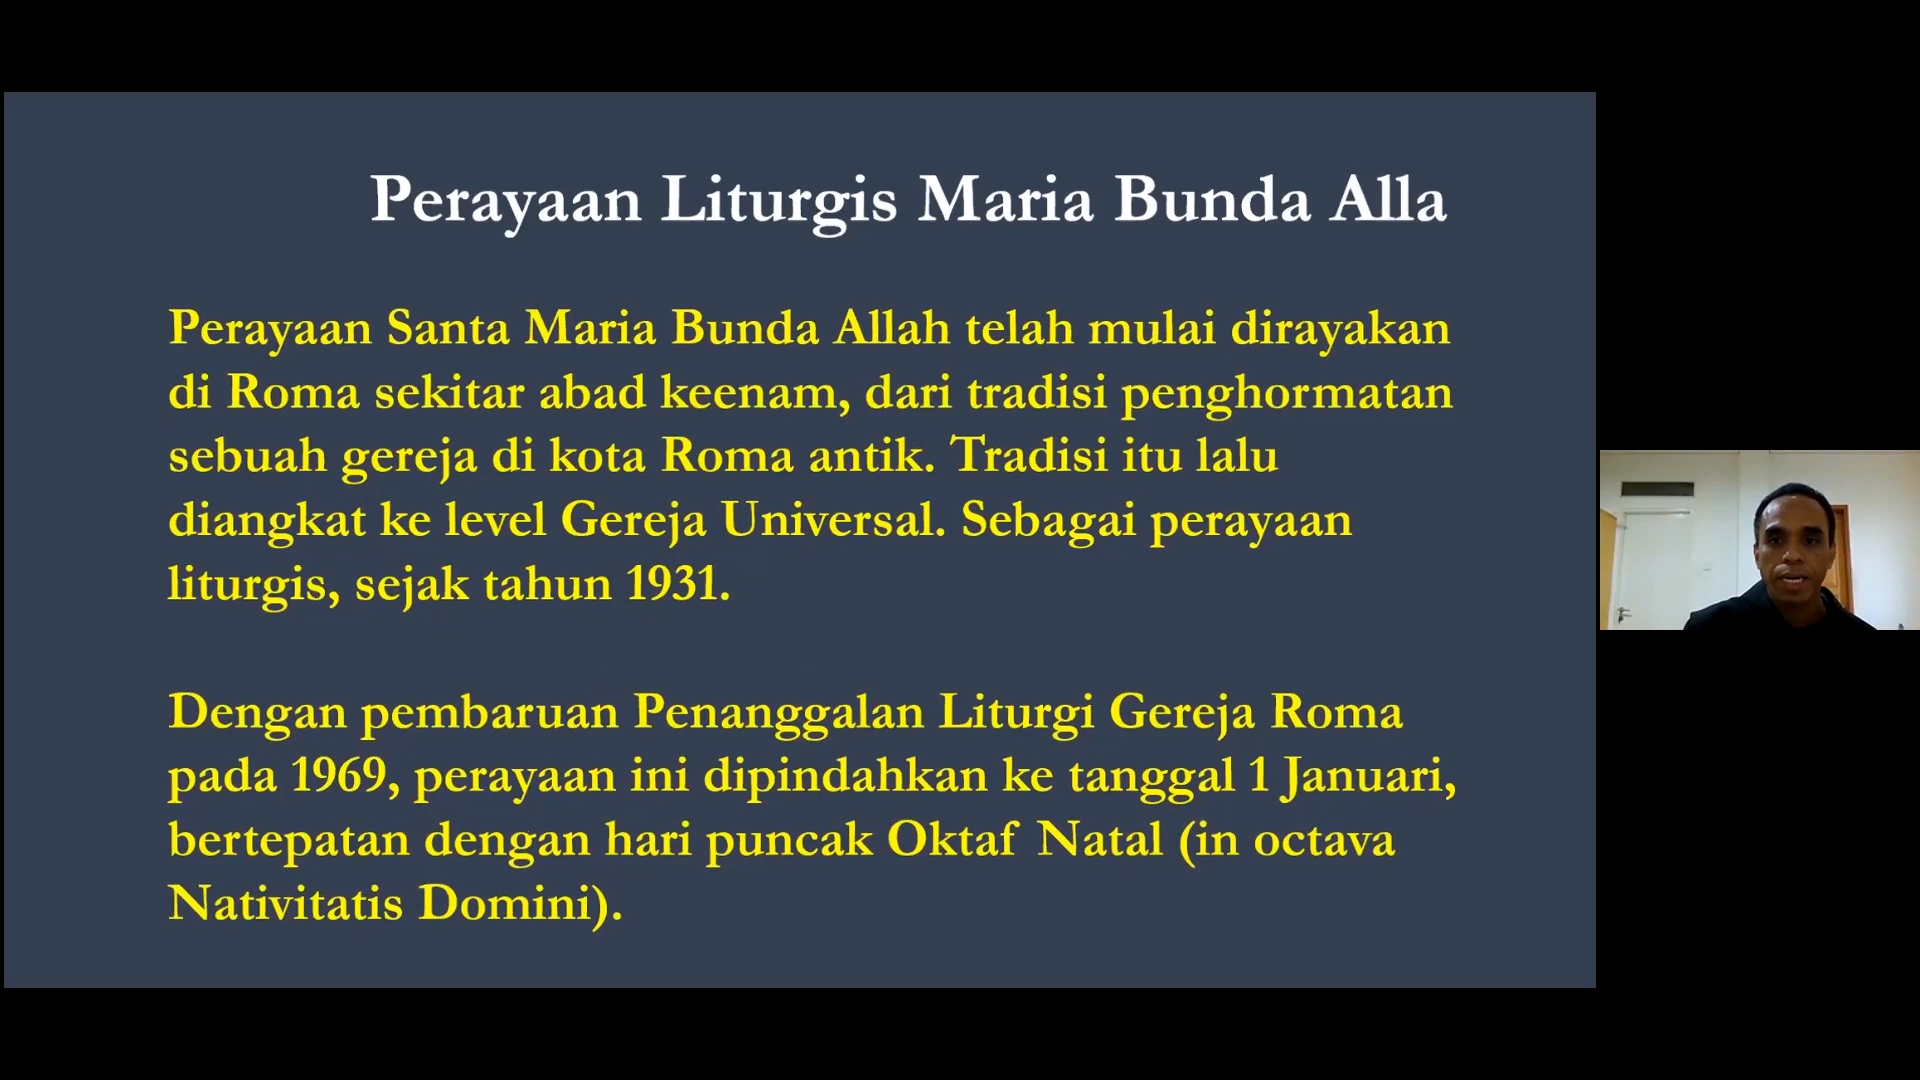 Perayaan Liturgis Maria Bunda Alla
Perayaan Santa Maria Bunda Allah telah mulai dirayakan
di Roma sekitar abad keenam, dari tradisi penghormatan
sebuah gereja di kota Roma antik. Tradisi itu lalu
diangkat ke level Gereja Universal. Sebagai perayaan
liturgis, sejak tahun 1931.
Dengan pembaruan Penanggalan Liturgi Gereja Roma
pada 1969, perayaan ini dipindahkan ke tanggal 1 Januari,
bertepatan dengan hari puncak Oktaf Natal (in octava
Nativitatis Domini).